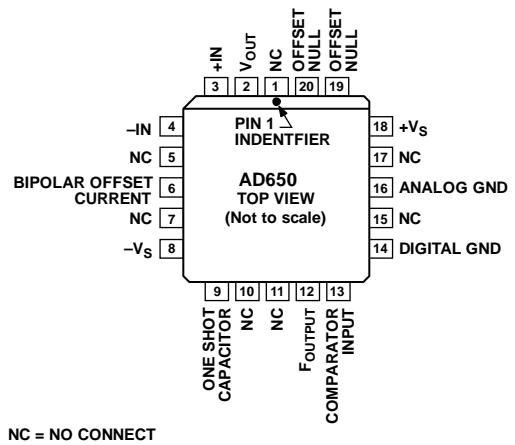 +IN
VOUT
NC
OFFSET
NULL
OFFSET
NULL
3
2
1
20
19
PIN 1
INDENTFIER
–IN 4
NC 5
BIPOLAR OFFSET
CURRENT
6
NC 7
–VS 8
AD650
TOP VIEW
(Not to scale)
18 +VS
17 NC
16 ANALOG GND
15 NC
14 DIGITAL GND
9
10
11
12
13
ONE SHOT
CAPACITOR
NC
NC
FOUTPUT
COMPARATOR
INPUT
NC = NO CONNECT